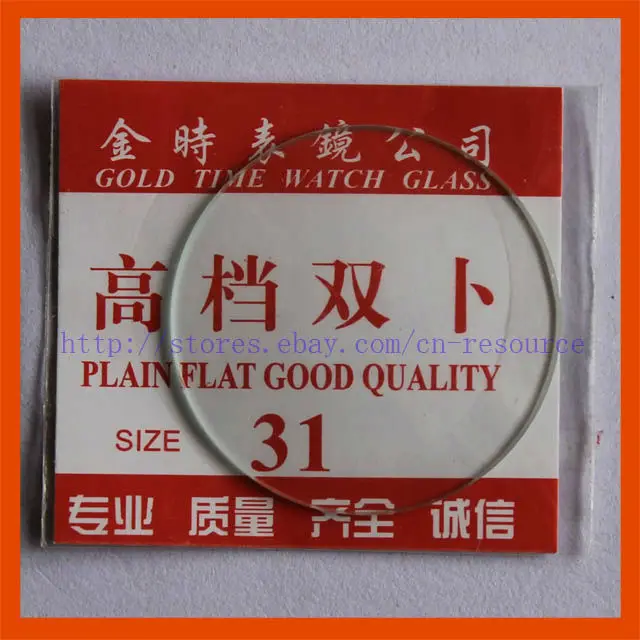 金時表鏡公司
GOLD TIME WATCH GLASS
高档双卜
http://stores.ebay.com/cn-resource
PLAIN FLAT GOOD QUALITY
SIZE 31
专业 质量 齐全 诚信